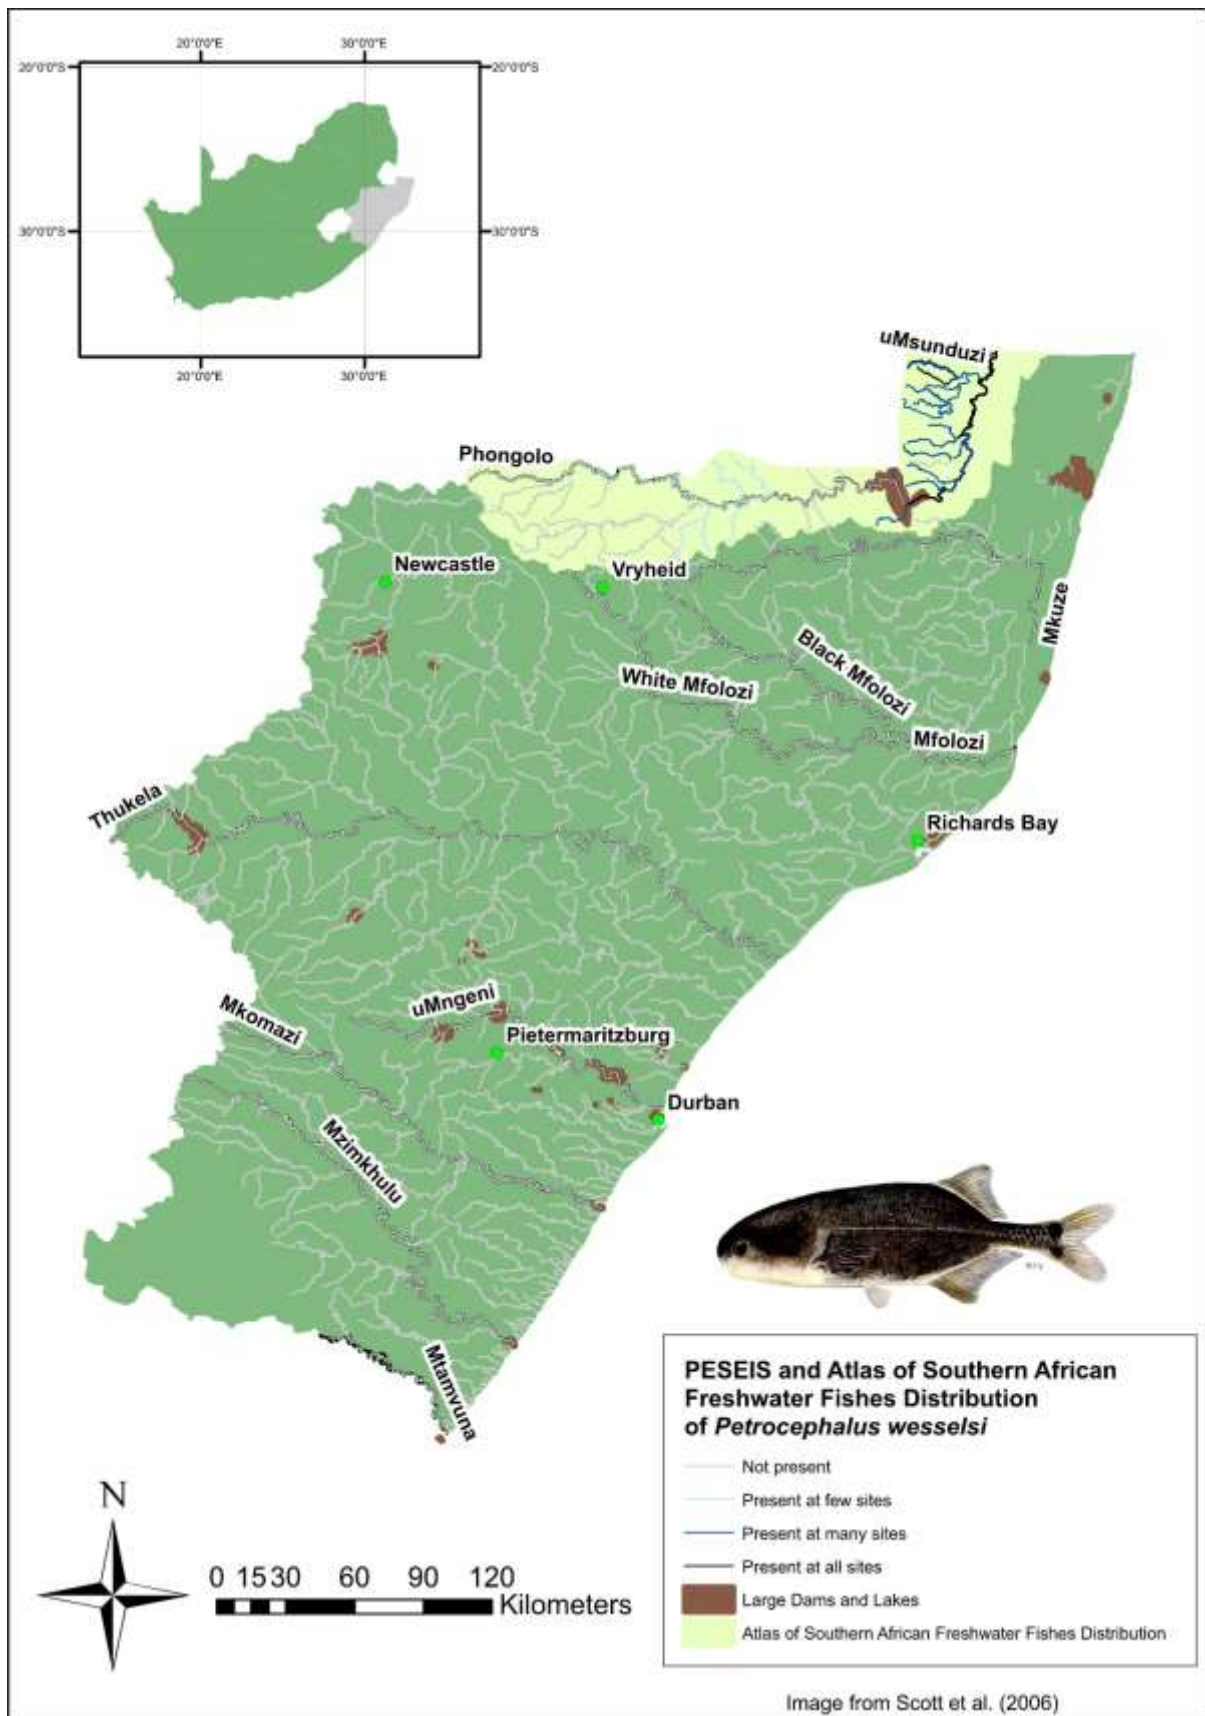 20°0'0"E 30°0'0"E
20°0'0"S 20°0'0"S
30°0'0"S 30°0'0"S
20°0'0"E 30°0'0"E
uMsunduzi
Phongolo
Newcastle
Vryheid
Mkuze
Black Mfolozi
White Mfolozi
Mfolozi
Thukela
Richards Bay
uMngeni
Mkomazi
Pietermaritzburg
Durban
Mzimkhulu
Mtamvuna
PESEIS and Atlas of Southern African
Freshwater Fishes Distribution
of Petrocephalus wesselsi
Not present
Present at few sites
Present at many sites
Present at all sites
Large Dams and Lakes
Atlas of Southern African Freshwater Fishes Distribution
N
0 15 30 60 90 120
Kilometers
Image from Scott et al. (2006)